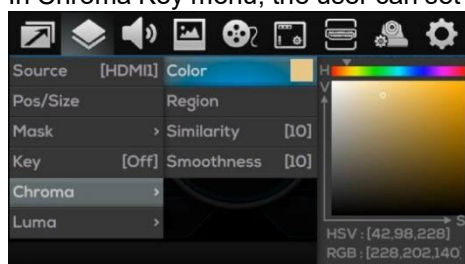 In Chroma Key menu, the user can set
Source [HDMI1] Color H
Pos/Size Region V
Mask > Similarity [10]
Key [Off] Smoothness [10]
Chroma >
Luma > S
HSV : [42,98,228]
RGB : [228,202,140]